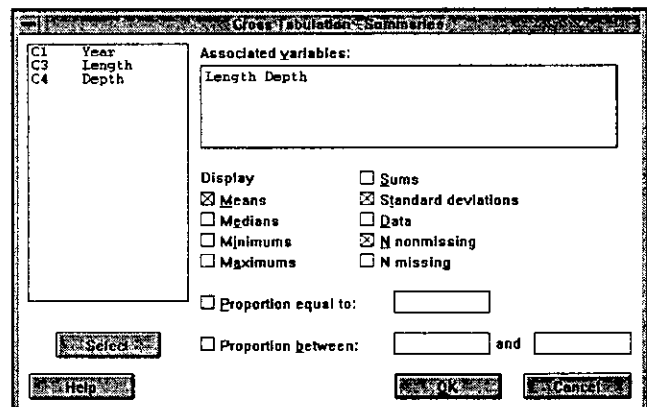 Cross Tabulation - Summaries
C1 Year
C3 Length
C4 Depth
Associated variables:
Length Depth
Display
Means
Medians
Minimums
Maximums
Sums
Standard deviations
Data
N nonmissing
N missing
Proportion equal to:
Proportion between:
and
Select
Help
OK
Cancel